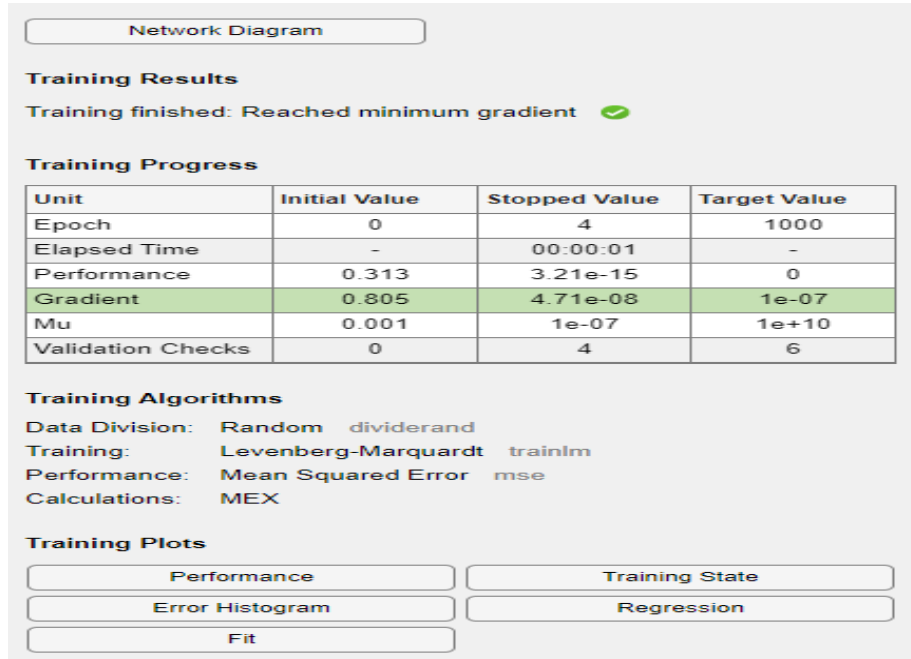 Network Diagram
Training Results
Training finished: Reached minimum gradient
Training Progress
Unit Initial Value Stopped Value Target Value
Epoch 0 4 1000
Elapsed Time - 00:00:01 -
Performance 0.313 3.21e-15 0
Gradient 0.805 4.71e-08 1e-07
Mu 0.001 1e-07 1e+10
Validation Checks 0 4 6
Training Algorithms
Data Division: Random dividerand
Training: Levenberg-Marquardt trainlm
Performance: Mean Squared Error mse
Calculations: MEX
Training Plots
Performance Training State
Error Histogram Regression
Fit